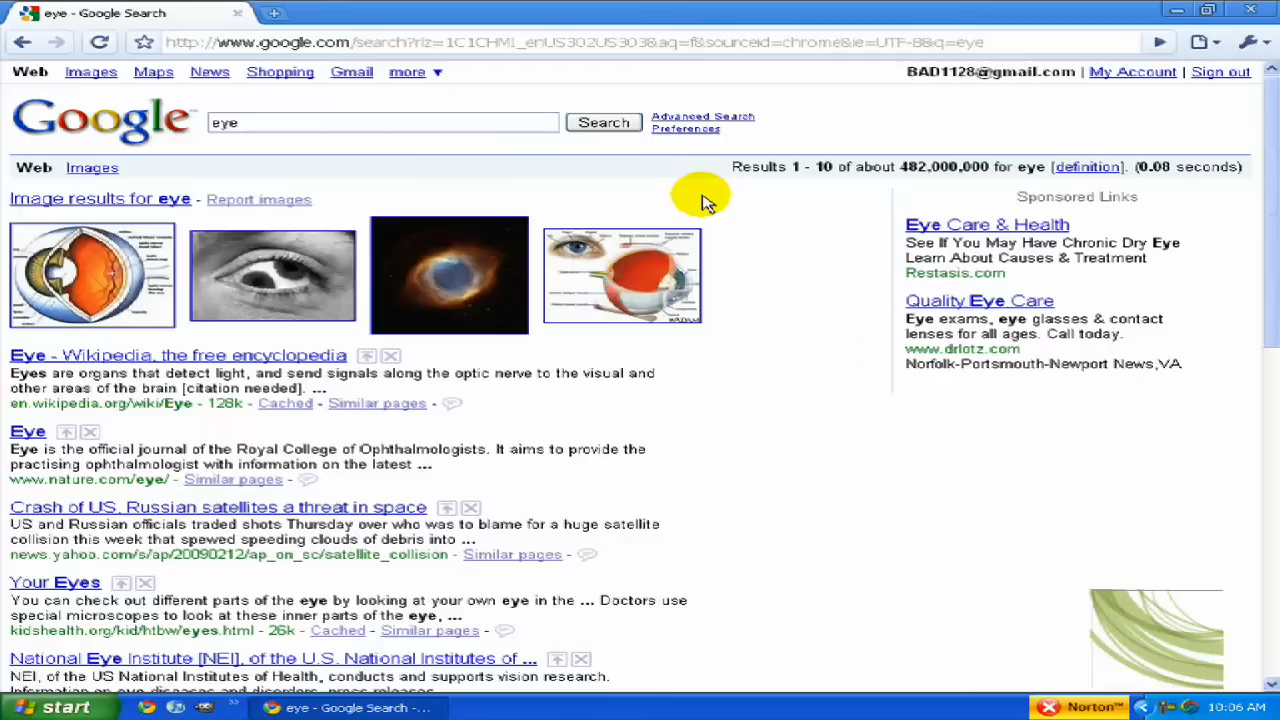 eye - Google Search
http://www.google.com/search?rlz=1C1CHMI_enUS302US303&aq=f&sourceid=chrome&ie=UTF-8&q=eye
Web Images Maps News Shopping Gmail more ▼
BAD1128@gmail.com | My Account | Sign out
Google
eye
Search
Advanced Search
Preferences
Web Images
Results 1 - 10 of about 482,000,000 for eye [definition]. (0.08 seconds)
Image results for eye - Report images
Eye - Wikipedia, the free encyclopedia
Eyes are organs that detect light, and send signals along the optic nerve to the visual and
other areas of the brain [citation needed]. ...
en.wikipedia.org/wiki/Eye - 128k - Cached - Similar pages -
Eye
Eye is the official journal of the Royal College of Ophthalmologists. It aims to provide the
practising ophthalmologist with information on the latest ...
www.nature.com/eye/ - Similar pages -
Crash of US, Russian satellites a threat in space
US and Russian officials traded shots Thursday over who was to blame for a huge satellite
collision this week that spewed speeding clouds of debris into ...
news.yahoo.com/s/ap/20090212/ap_on_sc/satellite_collision - Similar pages -
Your Eyes
You can check out different parts of the eye by looking at your own eye in the ... Doctors use
special microscopes to look at these inner parts of the eye, ...
kidshealth.org/kid/htbw/eyes.html - 26k - Cached - Similar pages -
National Eye Institute [NEI], of the U.S. National Institutes of ...
NEI, of the US National Institutes of Health, conducts and supports vision research.
Information on eye diseases and disorders, press releases
Sponsored Links
Eye Care & Health
See If You May Have Chronic Dry Eye
Learn About Causes & Treatment
Restasis.com
Quality Eye Care
Eye exams, eye glasses & contact
lenses for all ages. Call today.
www.drlotz.com
Norfolk-Portsmouth-Newport News,VA
start
eye - Google Search -...
Norton™
10:06 AM